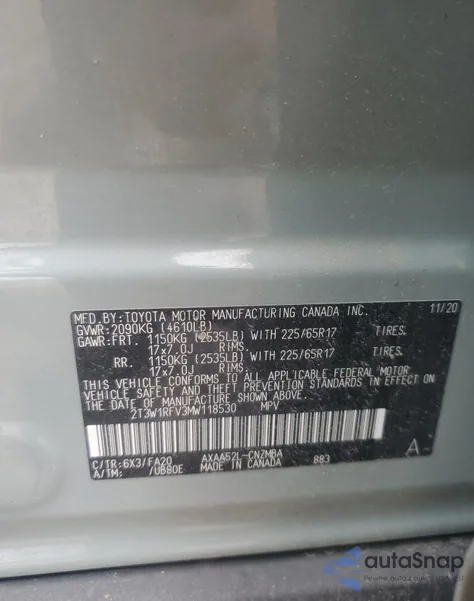 MFD.BY:TOYOTA MOTOR MANUFACTURING CANADA INC. 11/20
GVWR:2090KG (4610LB)
GAWR:FRT. 1150KG (2535LB) WITH 225/65R17 TIRES,
17x7.0J RIMS.
RR. 1150KG (2535LB) WITH 225/65R17 TIRES,
17x7.0J RIMS.
THIS VEHICLE CONFORMS TO ALL APPLICABLE FEDERAL MOTOR
VEHICLE SAFETY AND THEFT PREVENTION STANDARDS IN
EFFECT ON THE DATE OF MANUFACTURE SHOWN ABOVE.
2T3W1RFV3MW118530 MPV
C/TR:6X3/FA20 AXAA52L-CNZMBA 883 A
A/TM: /UB80E MADE IN CANADA
autaSnap